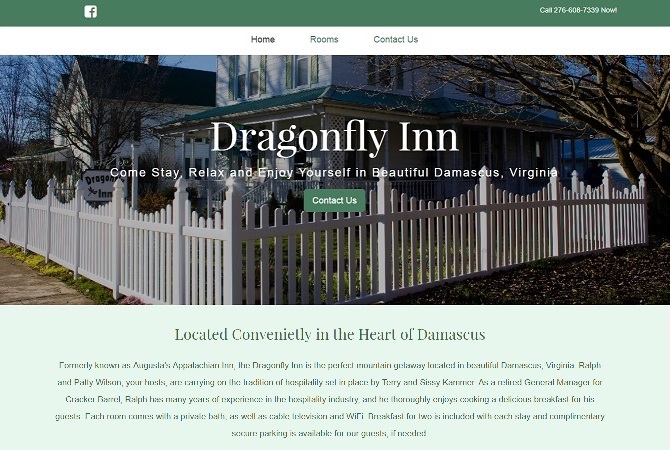 Call 276-608-7339 Now!
Home Rooms Contact Us
Dragonfly Inn
Come Stay, Relax and Enjoy Yourself in Beautiful Damascus, Virginia
Dragonfly
Inn
Contact Us
Located Convenietly in the Heart of Damascus
Formerly known as Augusta's Appalachian Inn, the Dragonfly Inn is the perfect mountain getaway located in beautiful Damascus, Virginia. Ralph
and Patty Wilson, your hosts, are carrying on the tradition of hospitality set in place by Terry and Sissy Kammer. As a retired General Manager for
Cracker Barrel, Ralph has many years of experience in the hospitality industry, and he thoroughly enjoys cooking a delicious breakfast for his
guests. Each room comes with a private bath, as well as cable television and WiFi. Breakfast for two is included with each stay and complimentary
secure parking is available for our guests, if needed.